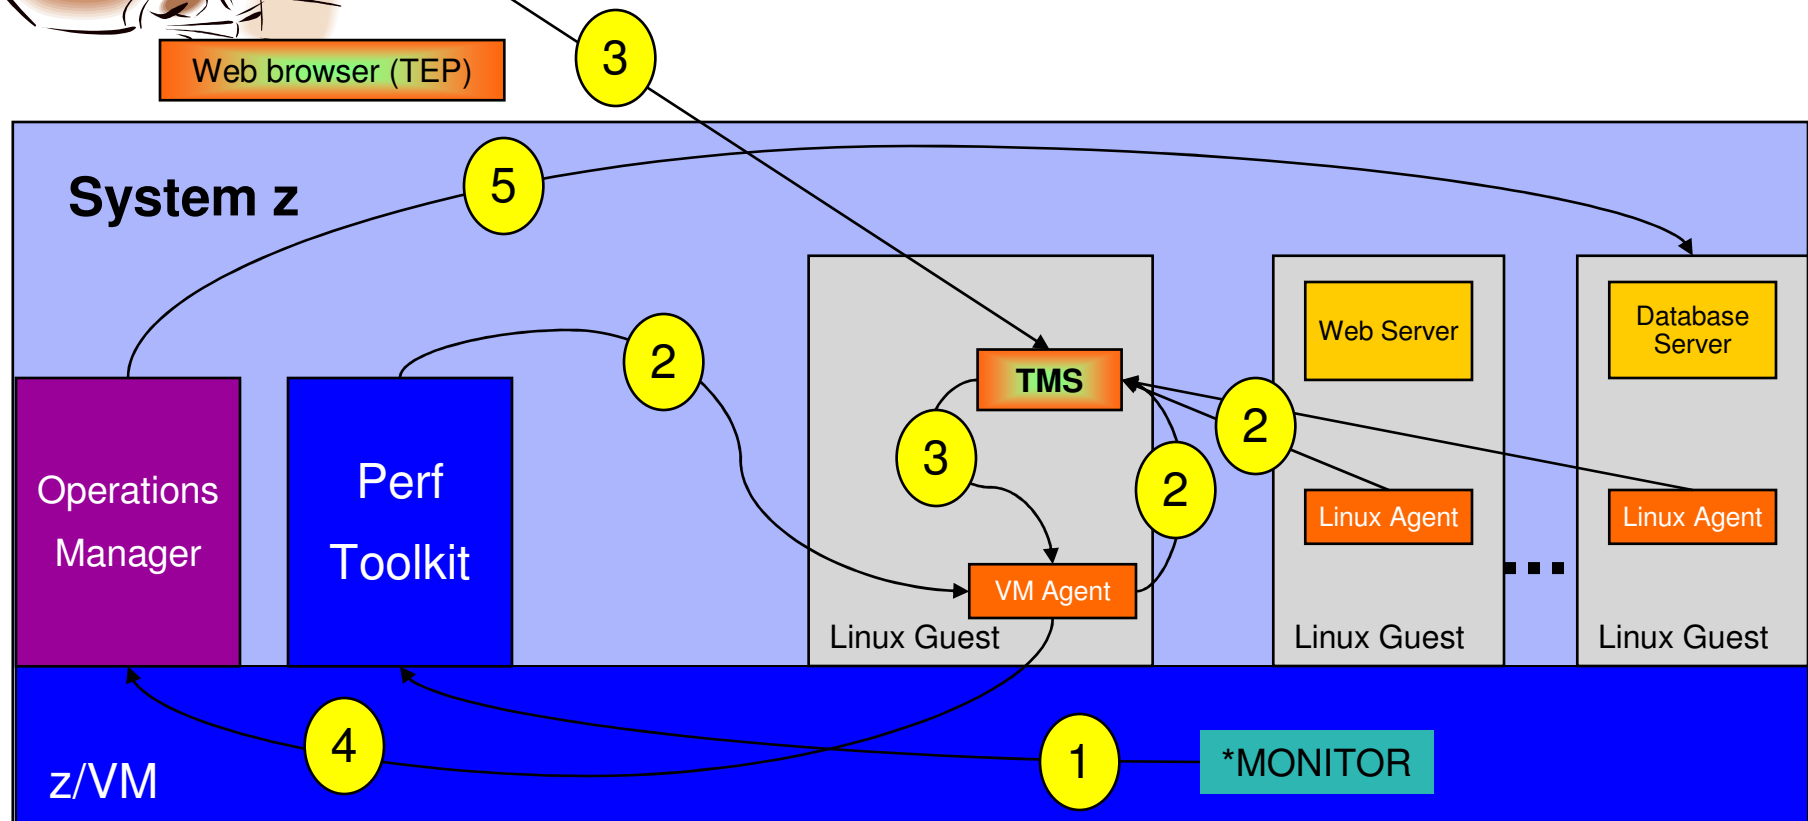 Web browser (TEP)
3
System z
5
2
TMS
Web Server
Database
Server
3
2
2
Operations
Manager
Perf
Toolkit
Linux Agent
Linux Agent
VM Agent
Linux Guest
Linux Guest
Linux Guest
4
1
*MONITOR
z/VM